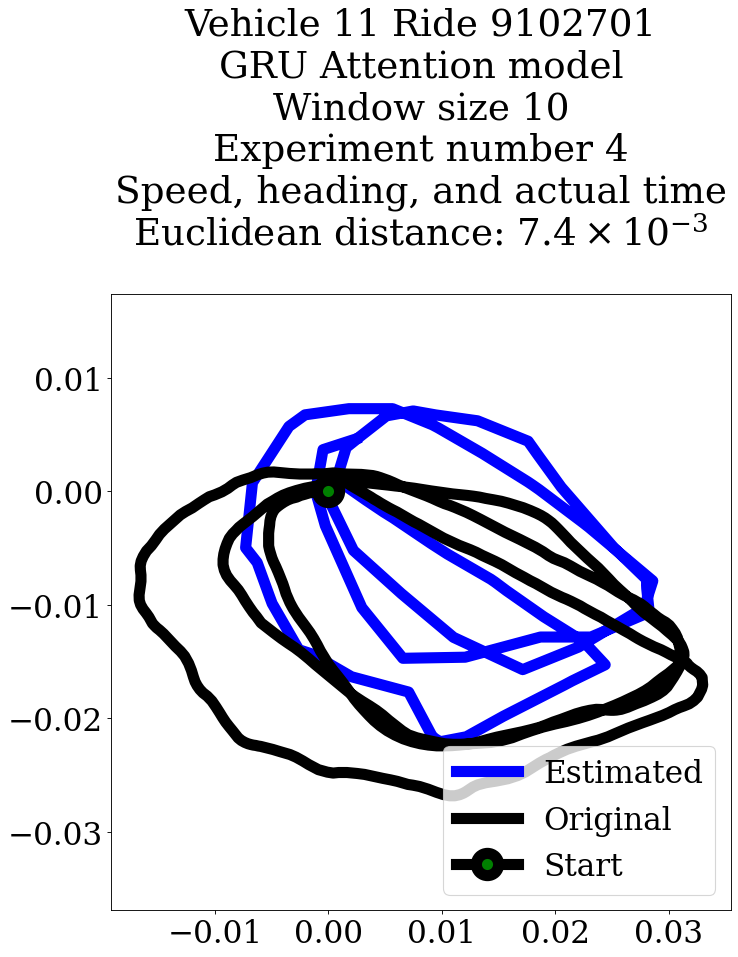 Vehicle 11 Ride 9102701
GRU Attention model
Window size 10
Experiment number 4
Speed, heading, and actual time
Euclidean distance: 7.4 × 10⁻³
0.01
0.00
−0.01
−0.02
−0.03
Estimated
Original
Start
−0.01 0.00 0.01 0.02 0.03